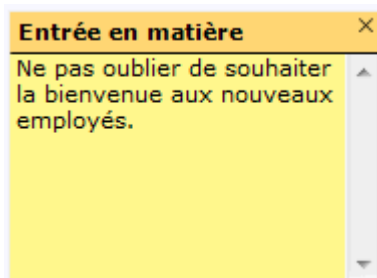 Entrée en matière
Ne pas oublier de souhaiter
la bienvenue aux nouveaux
employés.